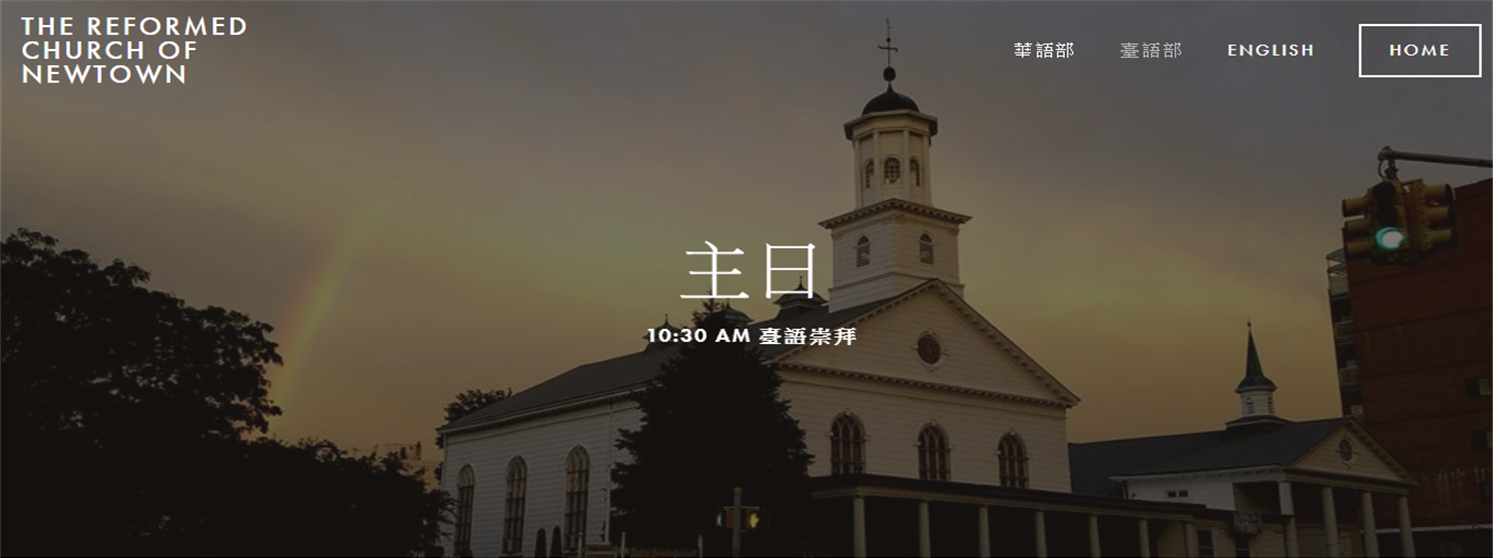 THE REFORMED
CHURCH OF
NEWTOWN
華語部 臺語部 ENGLISH HOME
主日
10:30 AM 臺語崇拜